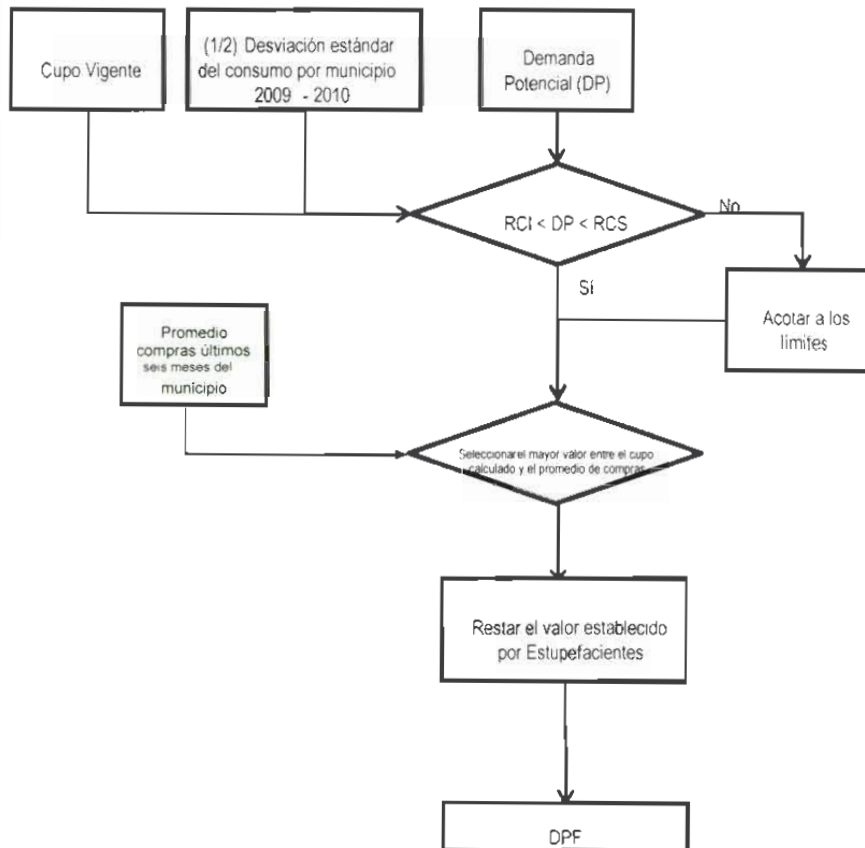 Cupo Vigente
(1/2) Desviación estándar
del consumo por municipio
2009 - 2010
Demanda
Potencial (DP)
RCI < DP < RCS
No
Sí
Acotar a los
límites
Promedio
compras últimos
seis meses del
municipio
Seleccionar el mayor valor entre el cupo
calculado y el promedio de compras
Restar el valor establecido
por Estupefacientes
DPF